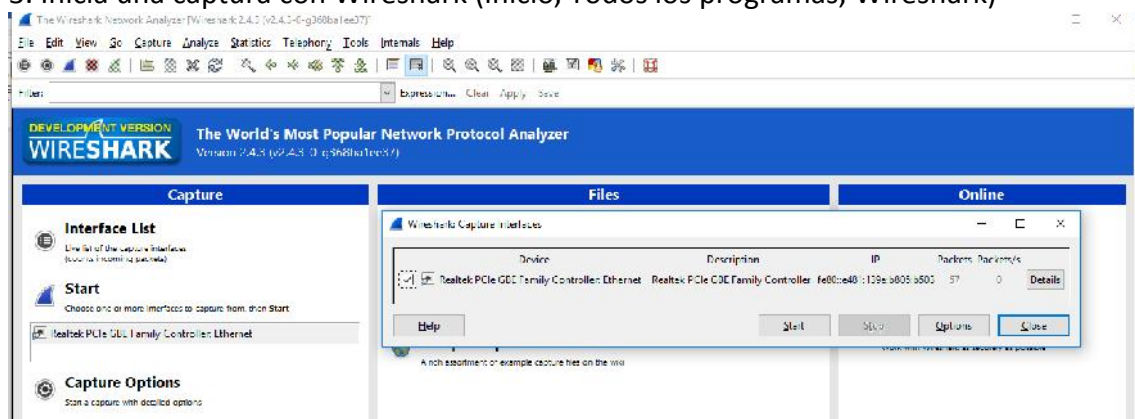 3. Inicia una captura con Wireshark (Inicio, Todos los programas, Wireshark)
The Wireshark Network Analyzer [Wireshark 2.4.3 (v2.4.3-0-g368ba1ee37)]
File Edit View Go Capture Analyze Statistics Telephony Tools Internals Help
Filter: Expression... Clear Apply Save
DEVELOPMENT VERSION
WIRESHARK
The World's Most Popular Network Protocol Analyzer
Version 2.4.3 (v2.4.3-0-g368ba1ee37)
Capture
Interface List
Live list of the capture interfaces
(counts incoming packets)
Start
Choose one or more interfaces to capture from, then Start
Realtek PCIe GBE Family Controller: Ethernet
Capture Options
Start a capture with detailed options
Files
A rich assortment of example capture files on the wiki
Online
Wireshark: Capture Interfaces
Device Description IP Packets Packets/s
Realtek PCIe GBE Family Controller: Ethernet Realtek PCIe GBE Family Controller 57 0 Details
Help Start Stop Options Close